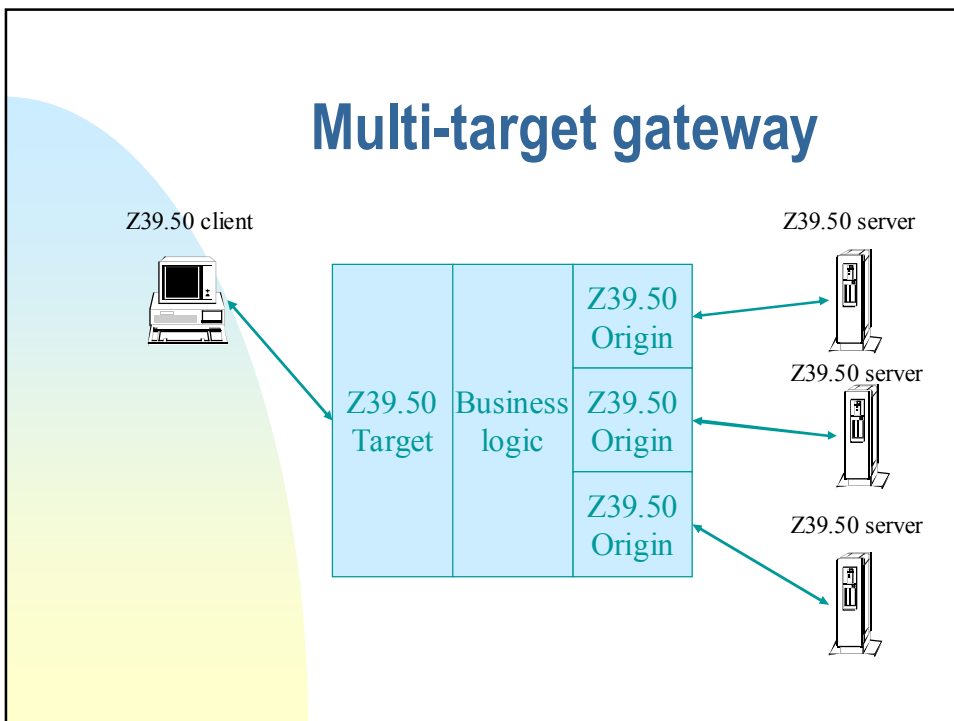 Multi-target gateway
Z39.50 client
Z39.50 server
Z39.50
Origin
Z39.50 server
Z39.50
Target
Business
logic
Z39.50
Origin
Z39.50 server
Z39.50
Origin